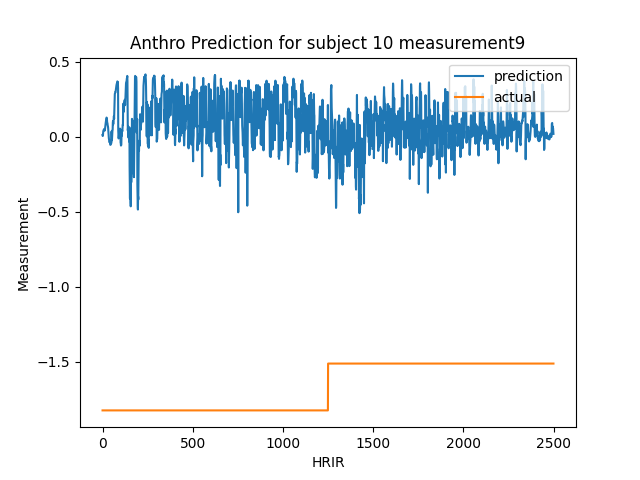 Anthro Prediction for subject 10 measurement9
prediction
actual
0.5
0.0
−0.5
−1.0
−1.5
Measurement
0 500 1000 1500 2000 2500
HRIR